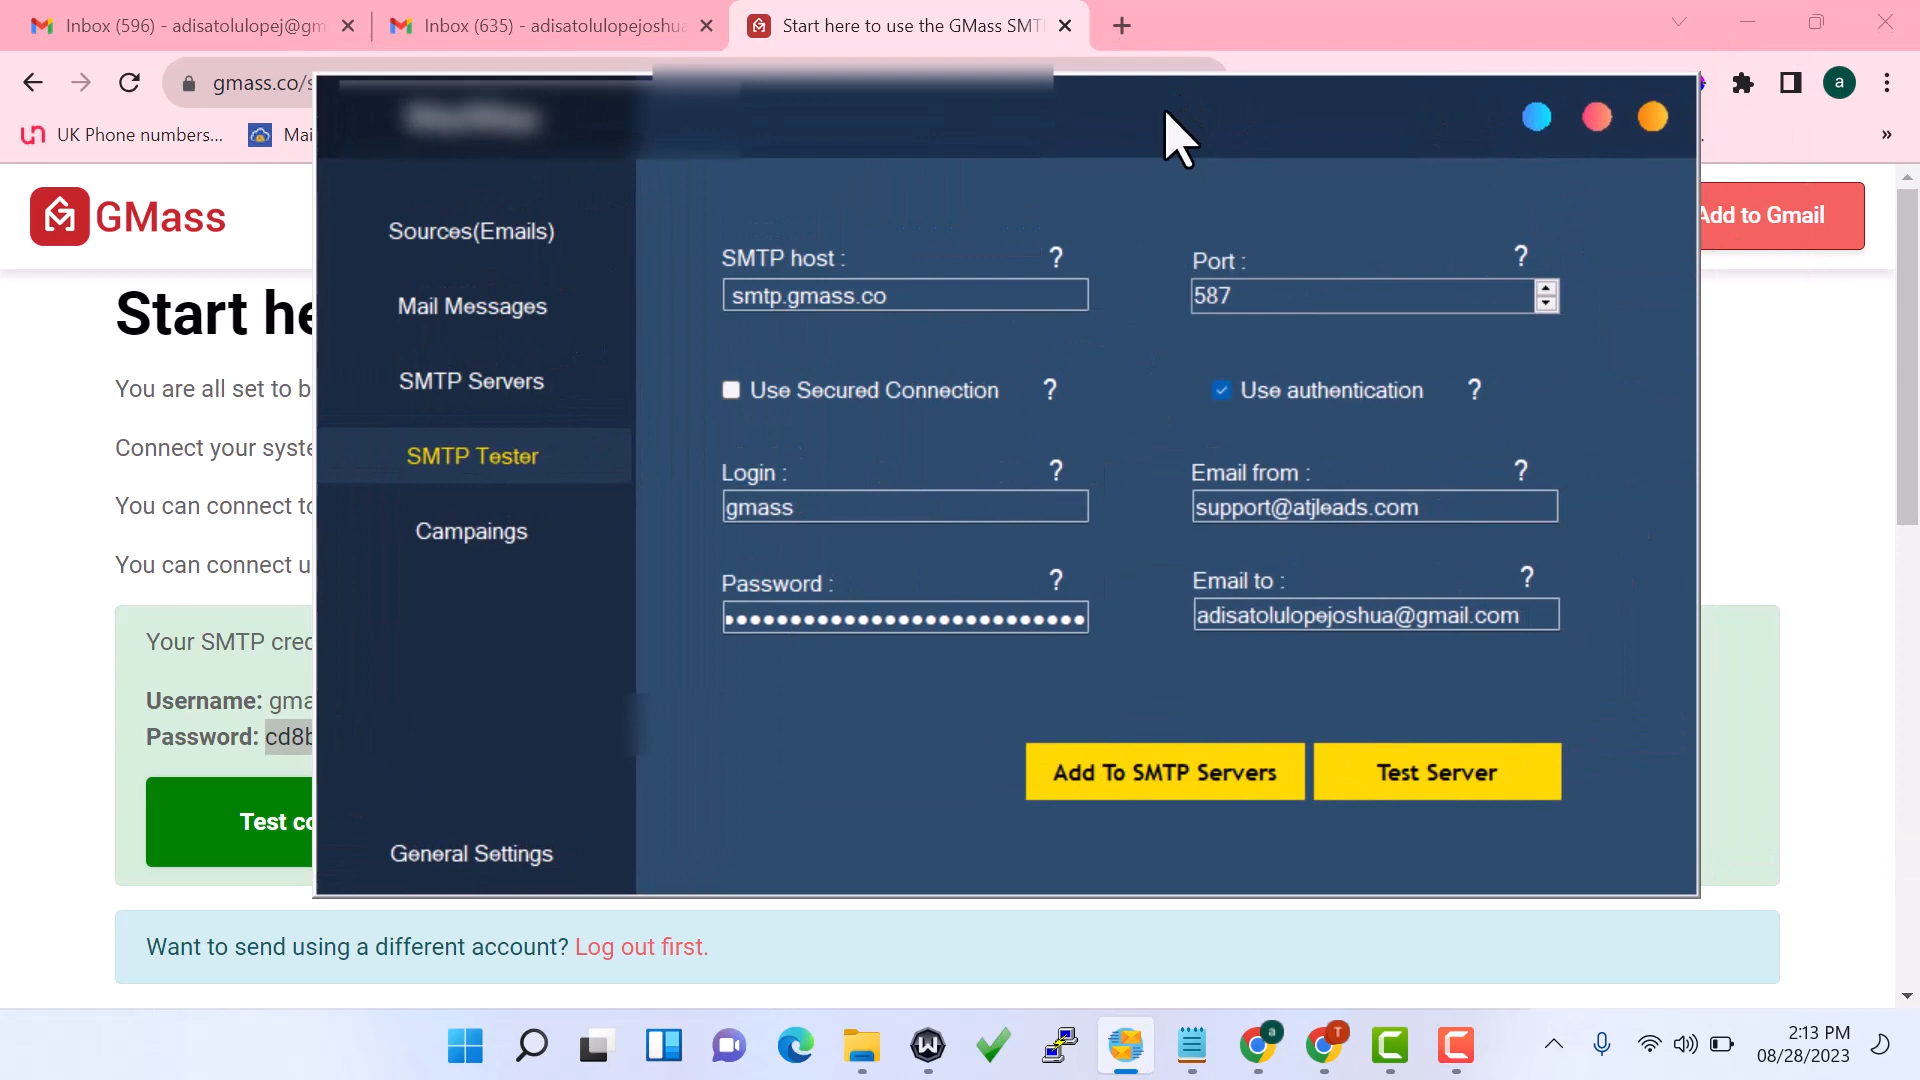 Inbox (596) - adisatolulopej@gm
Inbox (635) - adisatolulopejoshua
Start here to use the GMass SMT
gmass.co/s
a
UK Phone numbers...
Mai
»
GMass
Add to Gmail
Start he
You are all set to b
Connect your syste
You can connect to
You can connect u
Your SMTP cred
Username: gma
Password: cd8b
Test co
Want to send using a different account? Log out first.
Sources(Emails)
Mail Messages
SMTP Servers
SMTP Tester
Campaings
General Settings
SMTP host : ?
smtp.gmass.co
Port : ?
587
Use Secured Connection ?
Use authentication ?
Login : ?
gmass
Email from : ?
support@atjleads.com
Password : ?
Email to : ?
adisatolulopejoshua@gmail.com
Add To SMTP Servers
Test Server
2:13 PM
08/28/2023